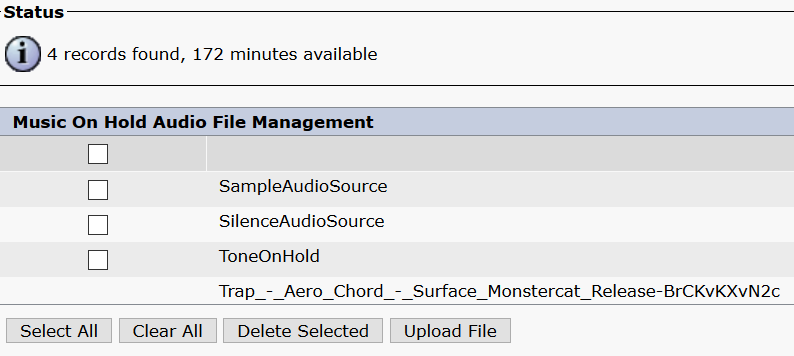 Status
4 records found, 172 minutes available
Music On Hold Audio File Management
SampleAudioSource
SilenceAudioSource
ToneOnHold
Trap_-_Aero_Chord_-_Surface_Monstercat_Release-BrCKvKXvN2c
Select All Clear All Delete Selected Upload File